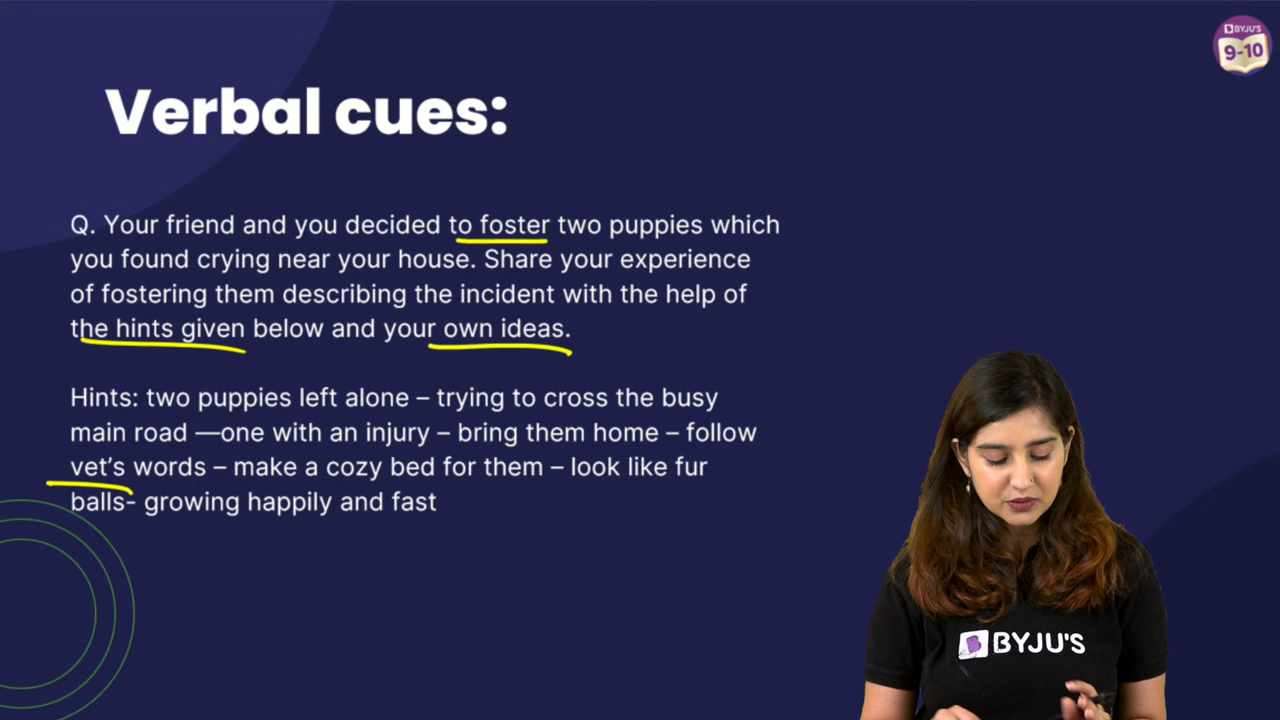 BYJU'S
9-10
Verbal cues:
Q. Your friend and you decided to foster two puppies which
you found crying near your house. Share your experience
of fostering them describing the incident with the help of
the hints given below and your own ideas.
Hints: two puppies left alone – trying to cross the busy
main road —one with an injury – bring them home – follow
vet's words – make a cozy bed for them – look like fur
balls- growing happily and fast
BYJU'S